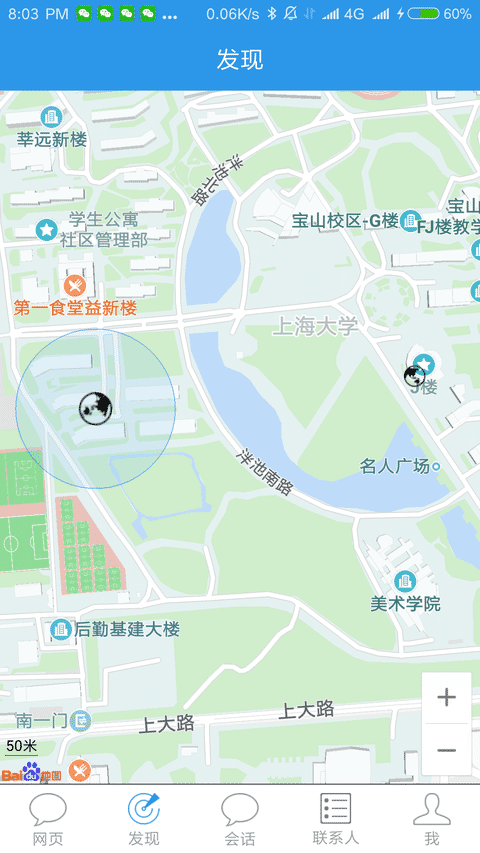 8:03 PM ... 0.06K/s 4G 60%
发现
莘远新楼
泮池北路
学生公寓
社区管理部
宝山校区-G楼
宝山
FJ楼教学
第一食堂益新楼
上海大学
J楼
泮池南路
名人广场
美术学院
后勤基建大楼
南一门
上大路
上大路
50米
Bai du 地图
+
−
网页
发现
会话
联系人
我